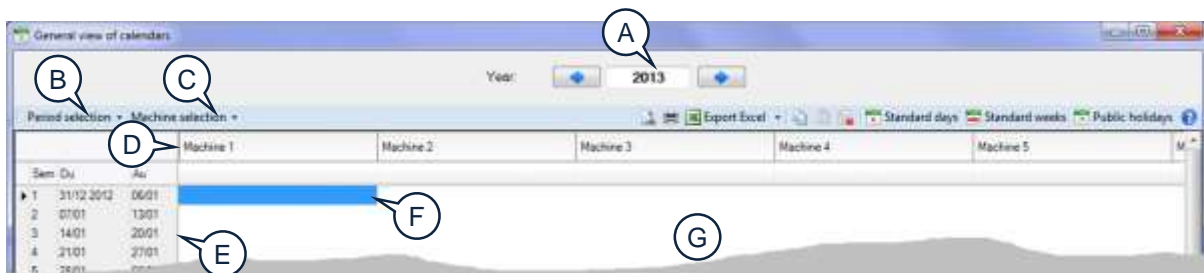 General view of calendars
A
B
C
Year: 2013
Period selection Machine selection Export Excel Standard days Standard weeks Public holidays
D
Machine 1 Machine 2 Machine 3 Machine 4 Machine 5 M
Sem Du Au
1 31/12 2012 06/01
F
2 07/01 13/01
3 14/01 20/01
G
4 21/01 27/01
E
5 28/01